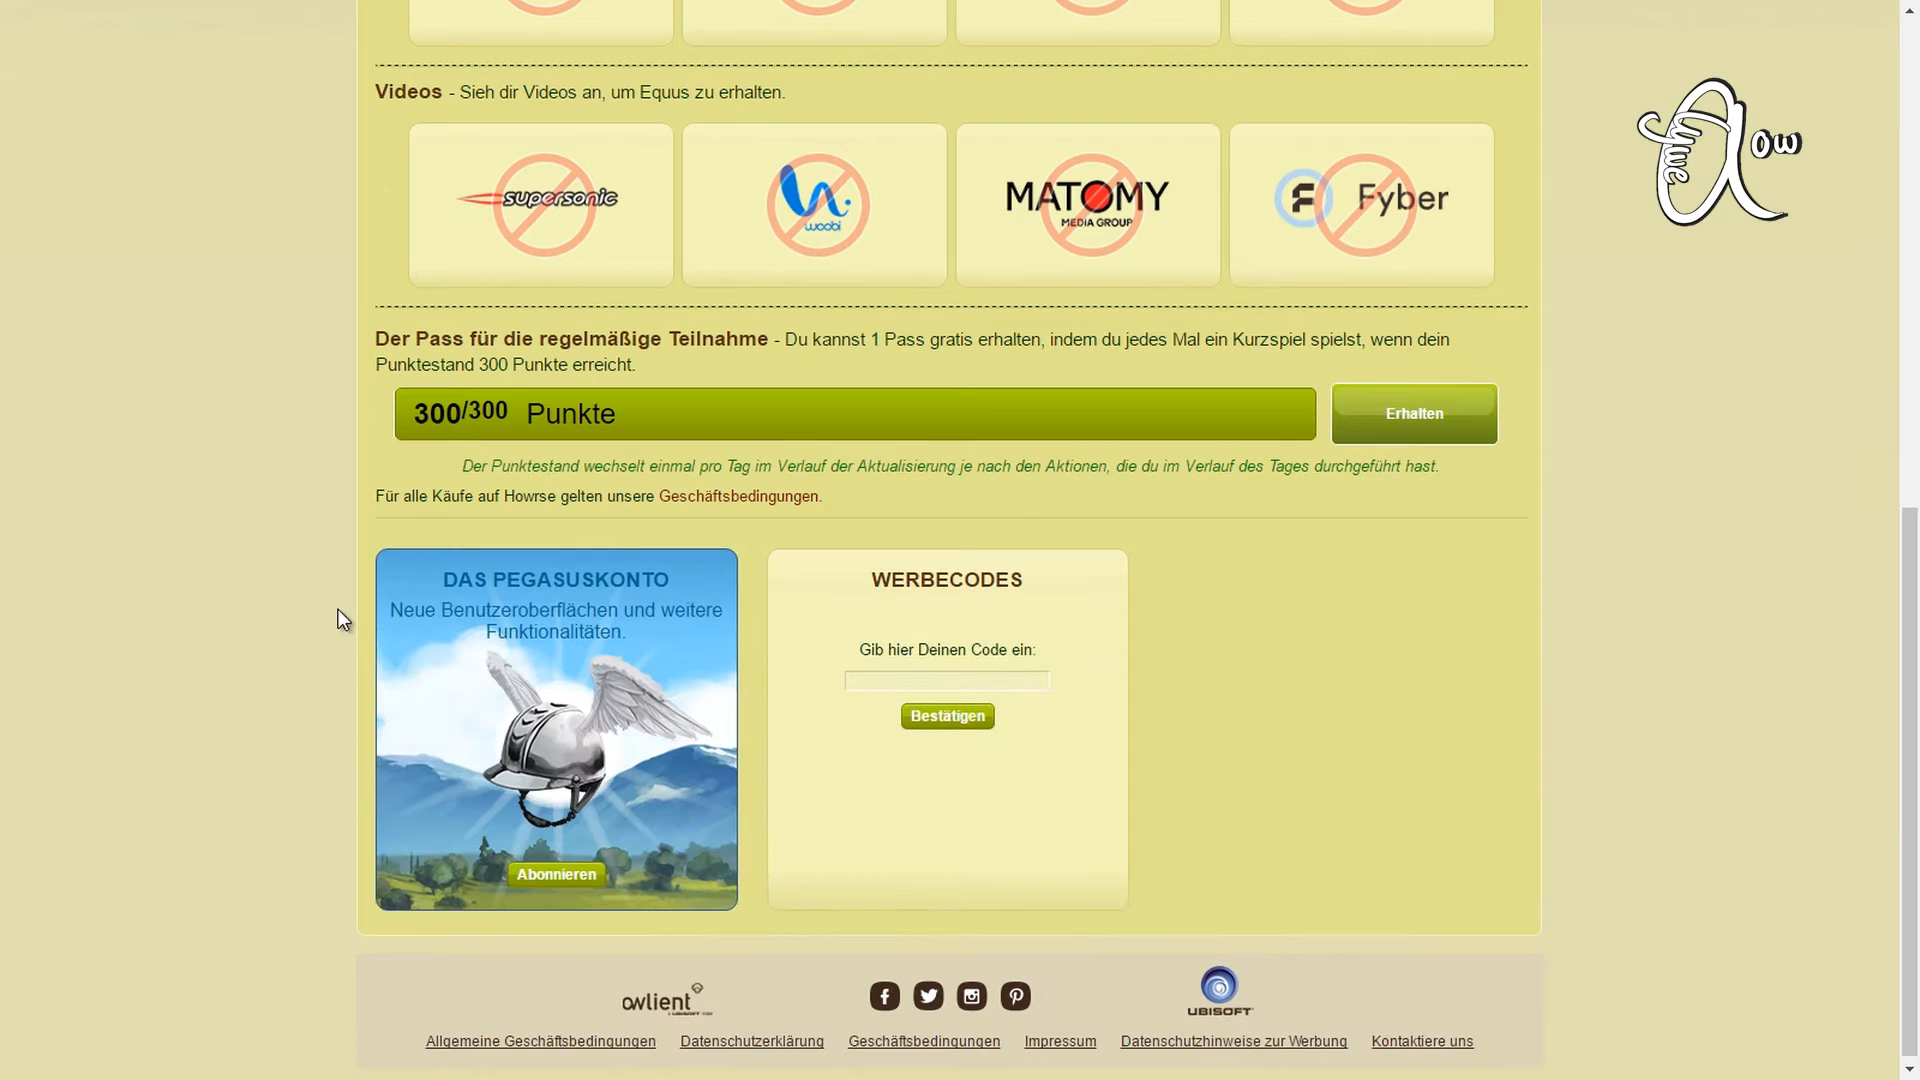 Videos - Sieh dir Videos an, um Equus zu erhalten.
supersonic
woobi
MATOMY
MEDIA GROUP
Fyber
ow
Der Pass für die regelmäßige Teilnahme - Du kannst 1 Pass gratis erhalten, indem du jedes Mal ein Kurzspiel spielst, wenn dein
Punktestand 300 Punkte erreicht.
300/300 Punkte
Erhalten
Der Punktestand wechselt einmal pro Tag im Verlauf der Aktualisierung je nach den Aktionen, die du im Verlauf des Tages durchgeführt hast.
Für alle Käufe auf Howrse gelten unsere Geschäftsbedingungen.
DAS PEGASUSKONTO
Neue Benutzeroberflächen und weitere
Funktionalitäten.
Abonnieren
WERBECODES
Gib hier Deinen Code ein:
Bestätigen
owlient
UBISOFT
Allgemeine Geschäftsbedingungen Datenschutzerklärung Geschäftsbedingungen Impressum Datenschutzhinweise zur Werbung Kontaktiere uns